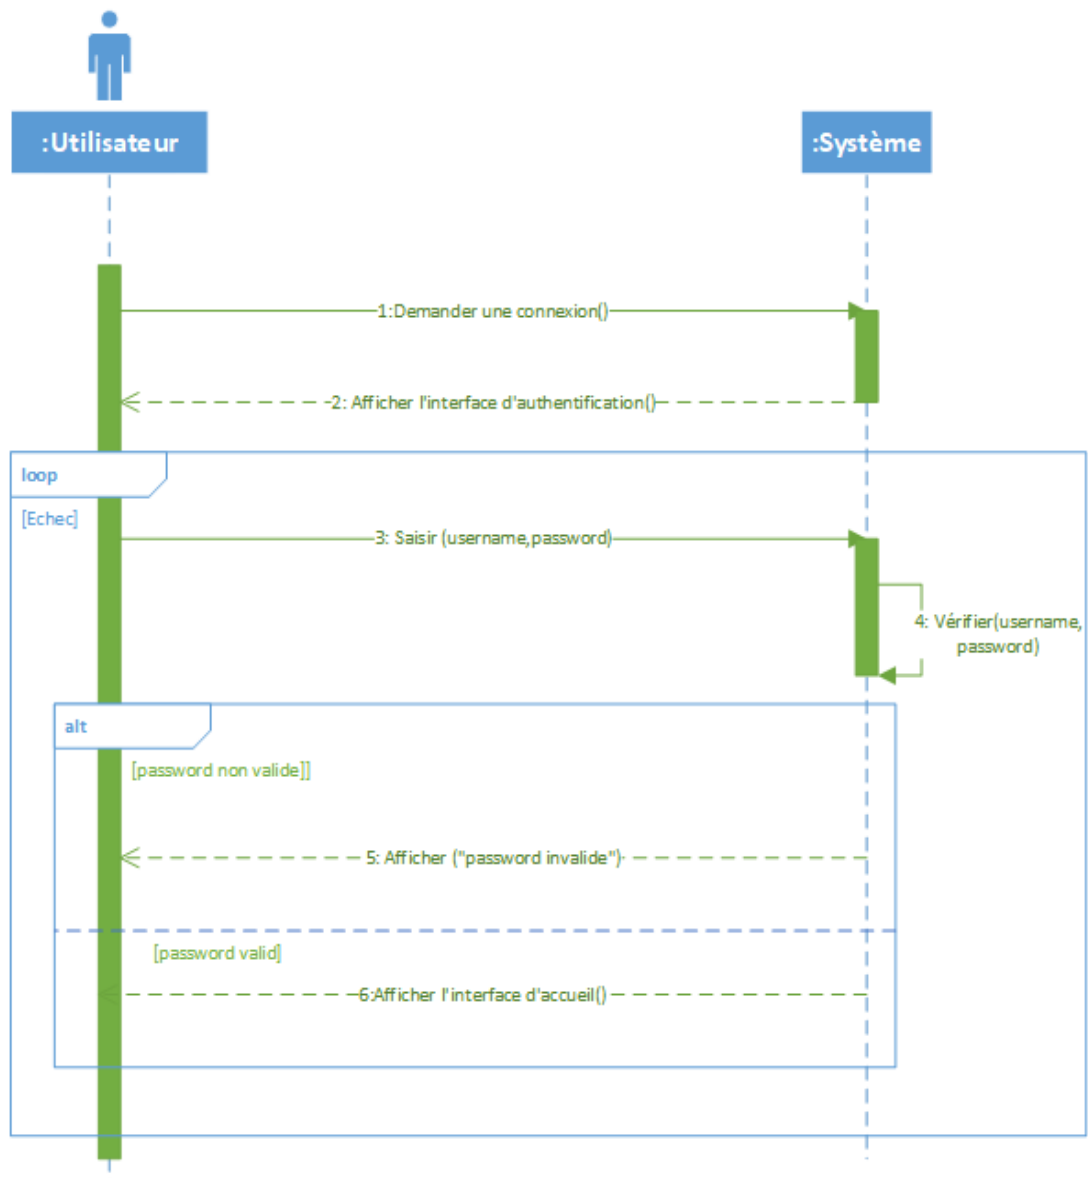 :Utilisateur
:Système
1:Demander une connexion()
2: Afficher l'interface d'authentification()
loop
[Echec]
3: Saisir (username,password)
4: Vérifier(username,
password)
alt
[password non valide]]
5: Afficher ("password invalide")
[password valid]
6:Afficher l'interface d'accueil()